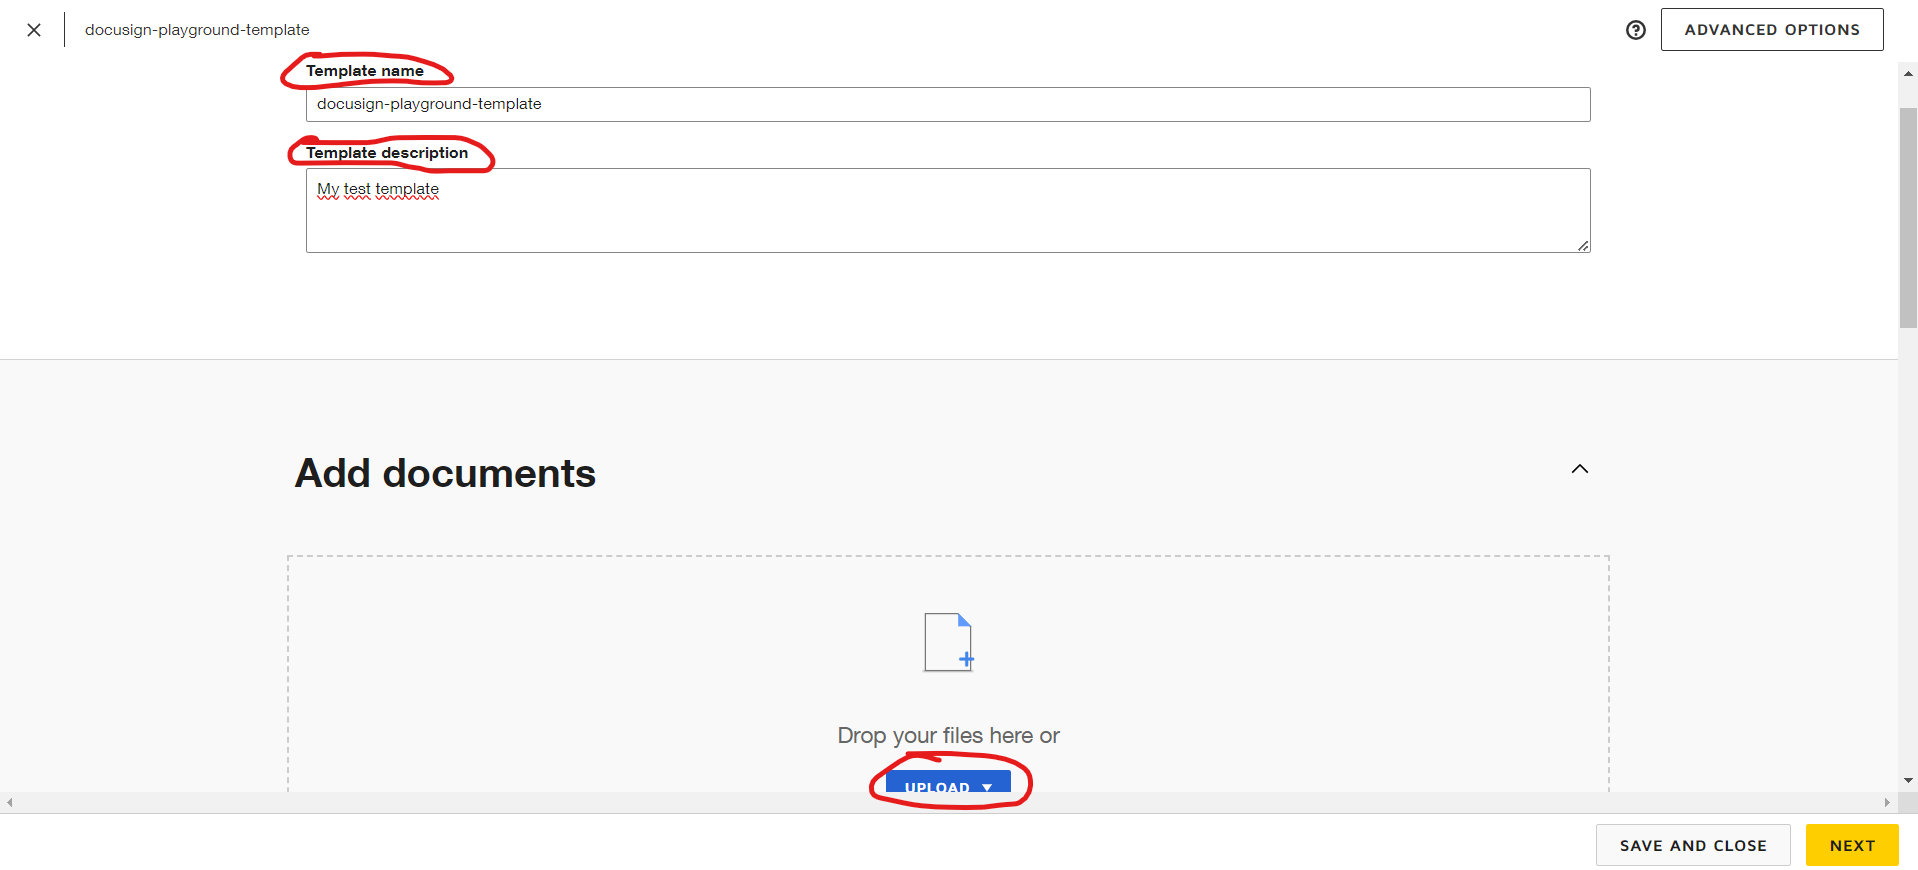 docusign-playground-template
ADVANCED OPTIONS
Template name
docusign-playground-template
Template description
My test template
Add documents
Drop your files here or
UPLOAD
SAVE AND CLOSE
NEXT